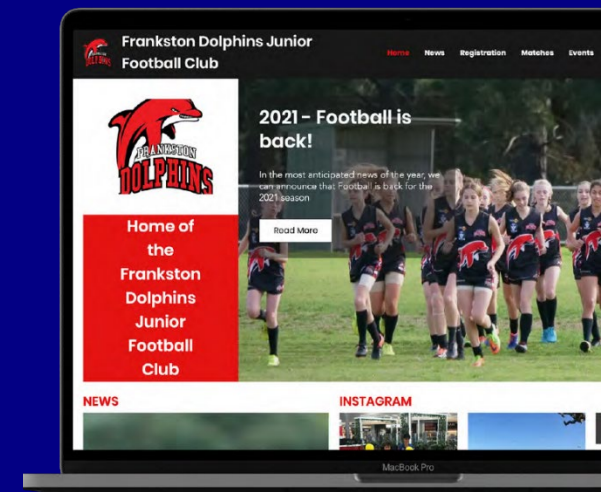 Frankston Dolphins Junior
Football Club
Home
News
Registration
Matches
Events
FRANKSTON
DOLPHINS
2021 - Football is
back!
In the most anticipated news of the year, we
can announce that Football is back for the
2021 season
Read More
Home of
the
Frankston
Dolphins
Junior
Football
Club
NEWS
INSTAGRAM
MacBook Pro